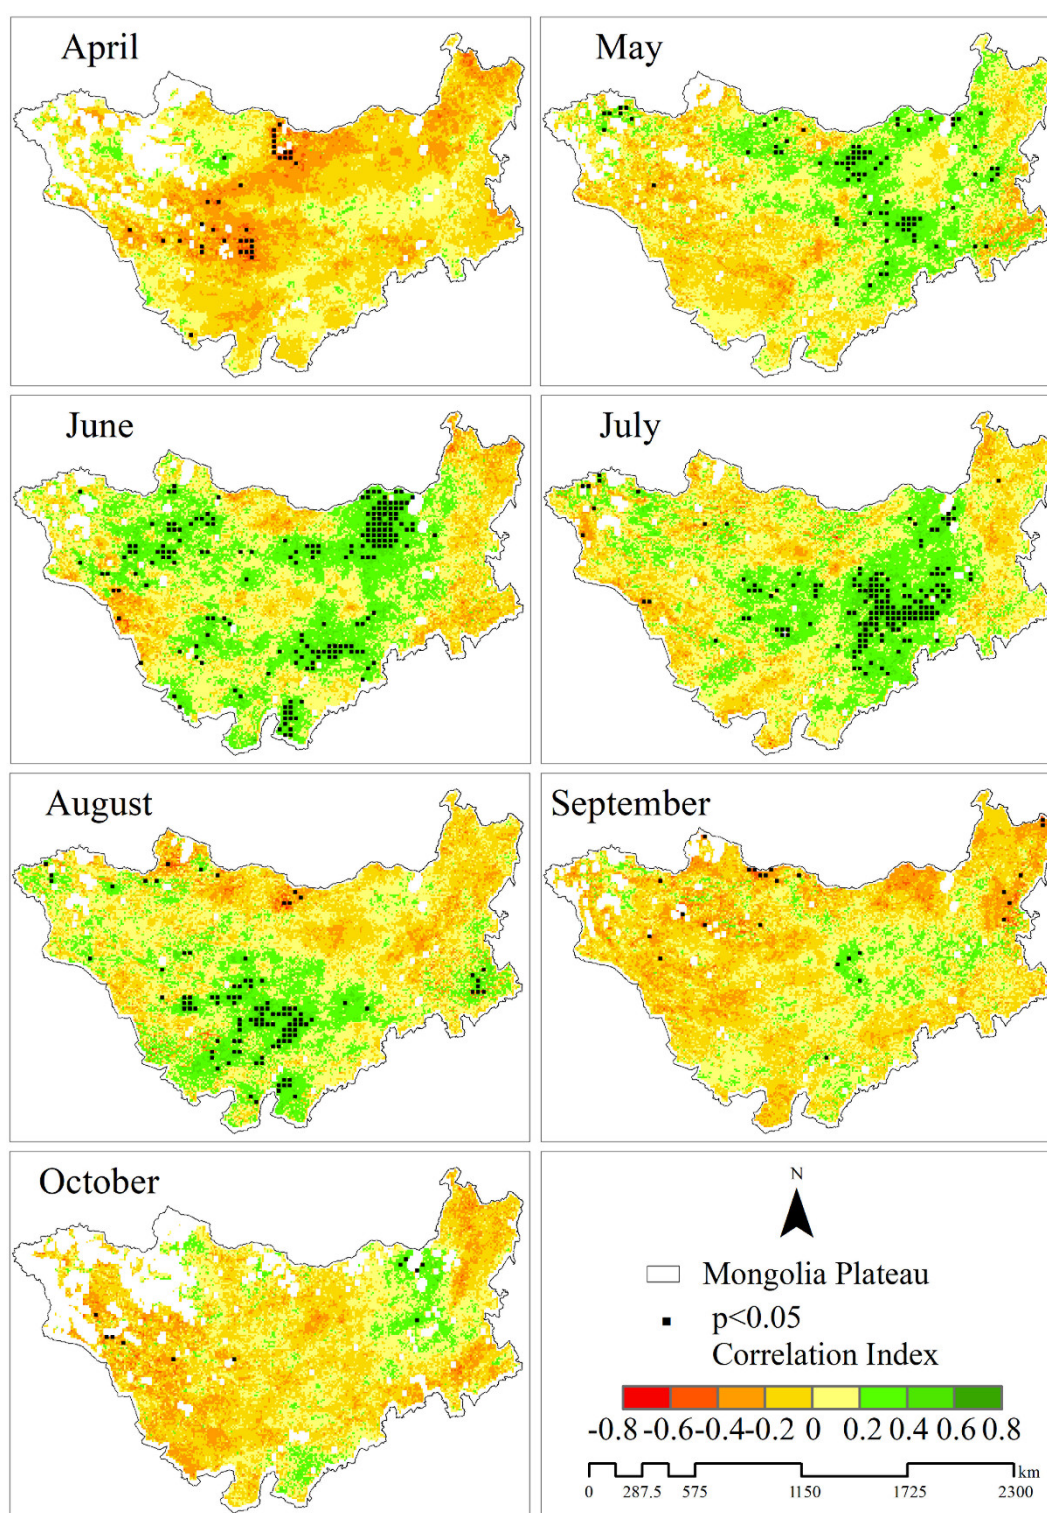 April
May
June
July
August
September
October
N
Mongolia Plateau
p<0.05
Correlation Index
-0.8 -0.6 -0.4 -0.2 0 0.2 0.4 0.6 0.8
km
0 287.5 575 1150 1725 2300